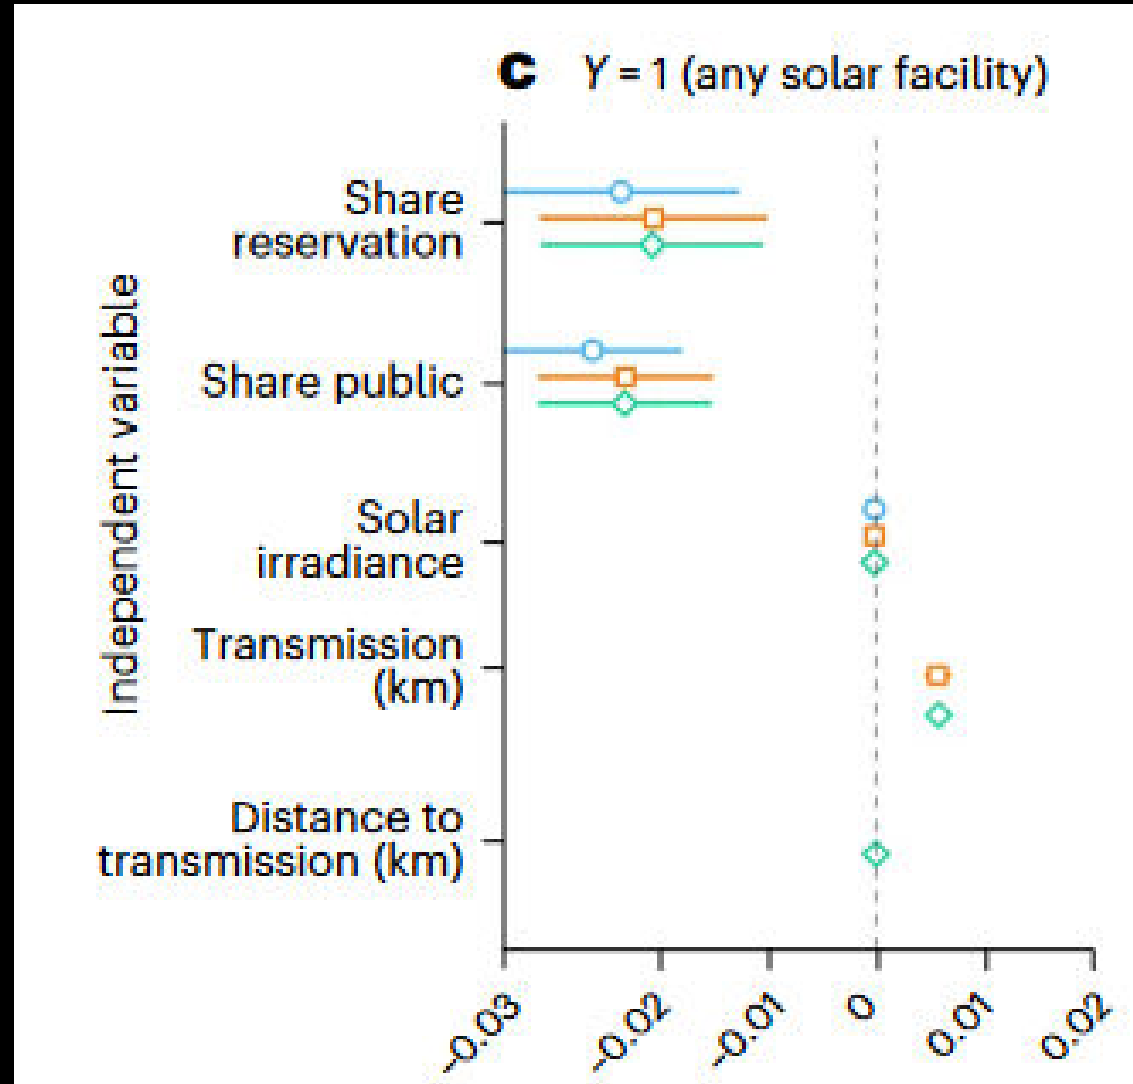 c Y = 1 (any solar facility)
Share
reservation
Share public
Solar
irradiance
Transmission
(km)
Distance to
transmission (km)
Independent variable
-0.03
-0.02
-0.01
0
0.01
0.02